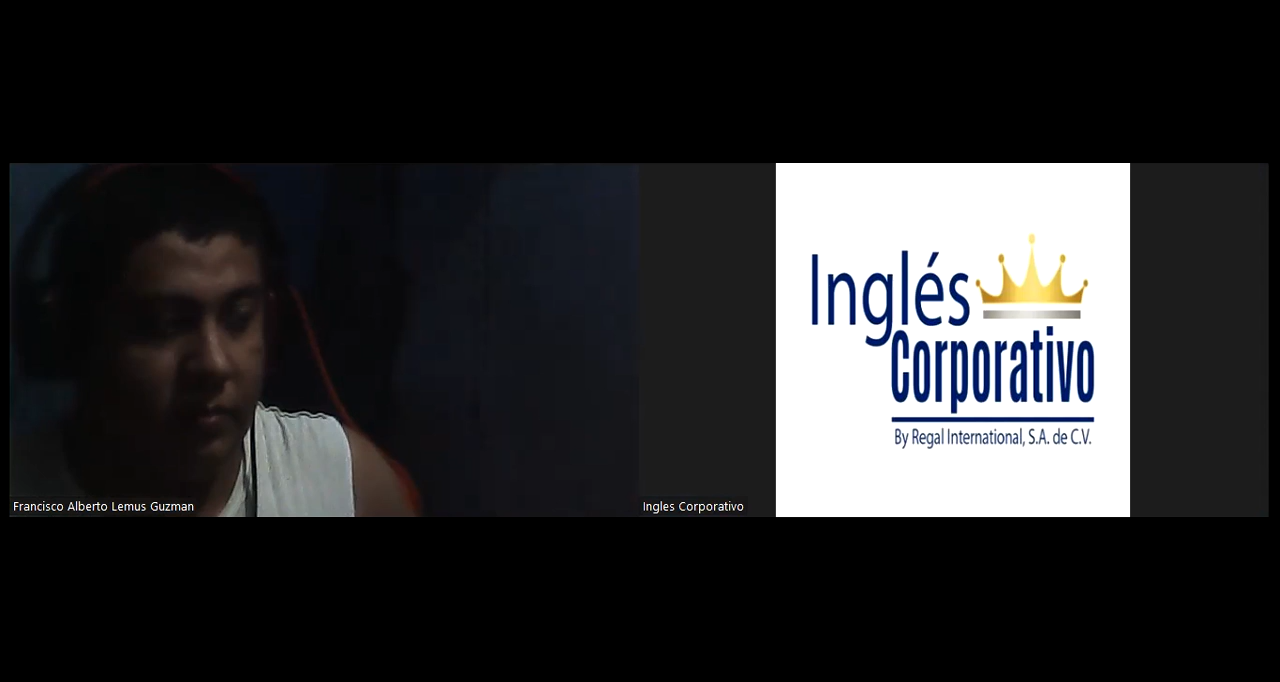 Inglés
Corporativo
By Regal International, S.A. de C.V.
Francisco Alberto Lemus Guzman
Ingles Corporativo